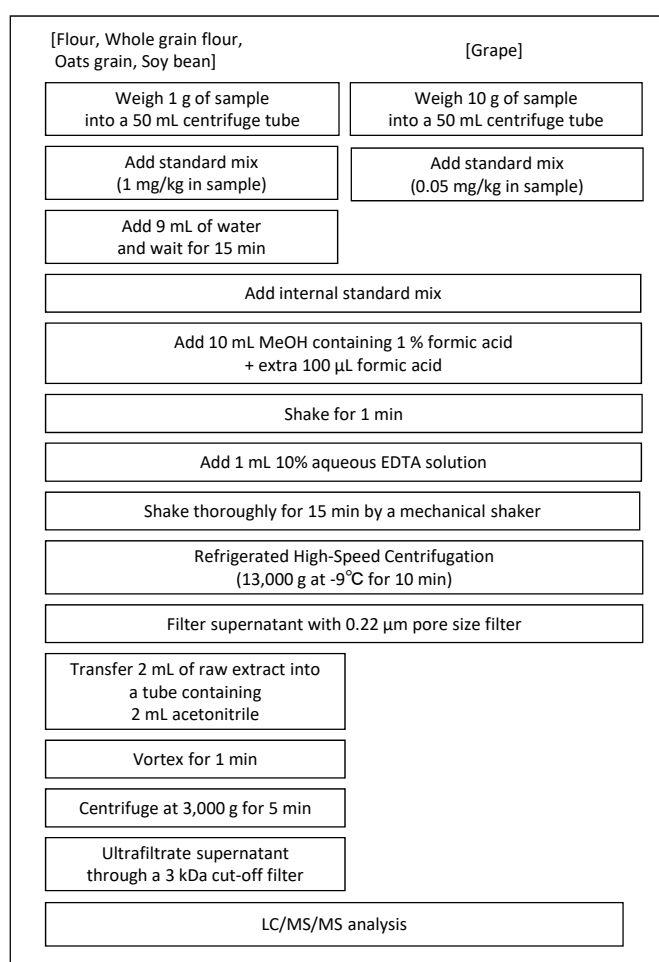 [Flour, Whole grain flour,
Oats grain, Soy bean]
[Grape]
Weigh 1 g of sample
into a 50 mL centrifuge tube
Weigh 10 g of sample
into a 50 mL centrifuge tube
Add standard mix
(1 mg/kg in sample)
Add standard mix
(0.05 mg/kg in sample)
Add 9 mL of water
and wait for 15 min
Add internal standard mix
Add 10 mL MeOH containing 1 % formic acid
+ extra 100 µL formic acid
Shake for 1 min
Add 1 mL 10% aqueous EDTA solution
Shake thoroughly for 15 min by a mechanical shaker
Refrigerated High-Speed Centrifugation
(13,000 g at -9℃ for 10 min)
Filter supernatant with 0.22 µm pore size filter
Transfer 2 mL of raw extract into
a tube containing
2 mL acetonitrile
Vortex for 1 min
Centrifuge at 3,000 g for 5 min
Ultrafiltrate supernatant
through a 3 kDa cut-off filter
LC/MS/MS analysis